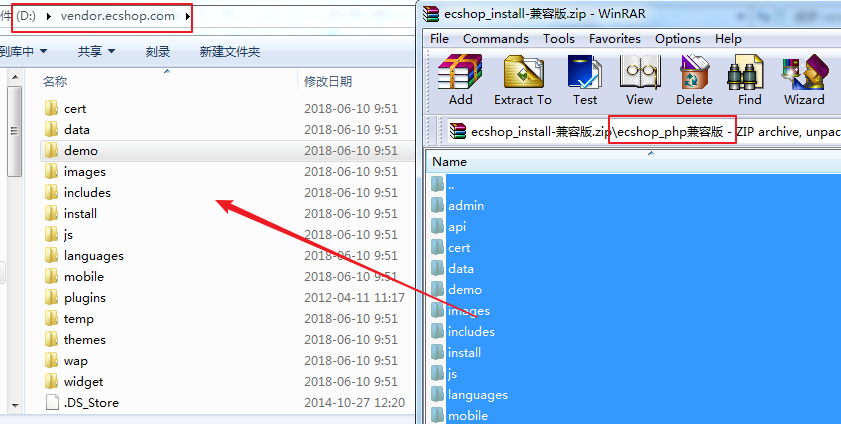 件 (D:) ▸ vendor.ecshop.com ▸
到库中 共享 刻录 新建文件夹
名称 修改日期
cert 2018-06-10 9:51
data 2018-06-10 9:51
demo 2018-06-10 9:51
images 2018-06-10 9:51
includes 2018-06-10 9:51
install 2018-06-10 9:51
js 2018-06-10 9:51
languages 2018-06-10 9:51
mobile 2018-06-10 9:51
plugins 2012-04-11 11:17
temp 2018-06-10 9:51
themes 2018-06-10 9:51
wap 2018-06-10 9:51
widget 2018-06-10 9:51
.DS_Store 2014-10-27 12:20
ecshop_install-兼容版.zip - WinRAR
File Commands Tools Favorites Options Help
Add Extract To Test View Delete Find Wizard
ecshop_install-兼容版.zip\ecshop_php兼容版 - ZIP archive, unpac
Name
..
admin
api
cert
data
demo
images
includes
install
js
languages
mobile